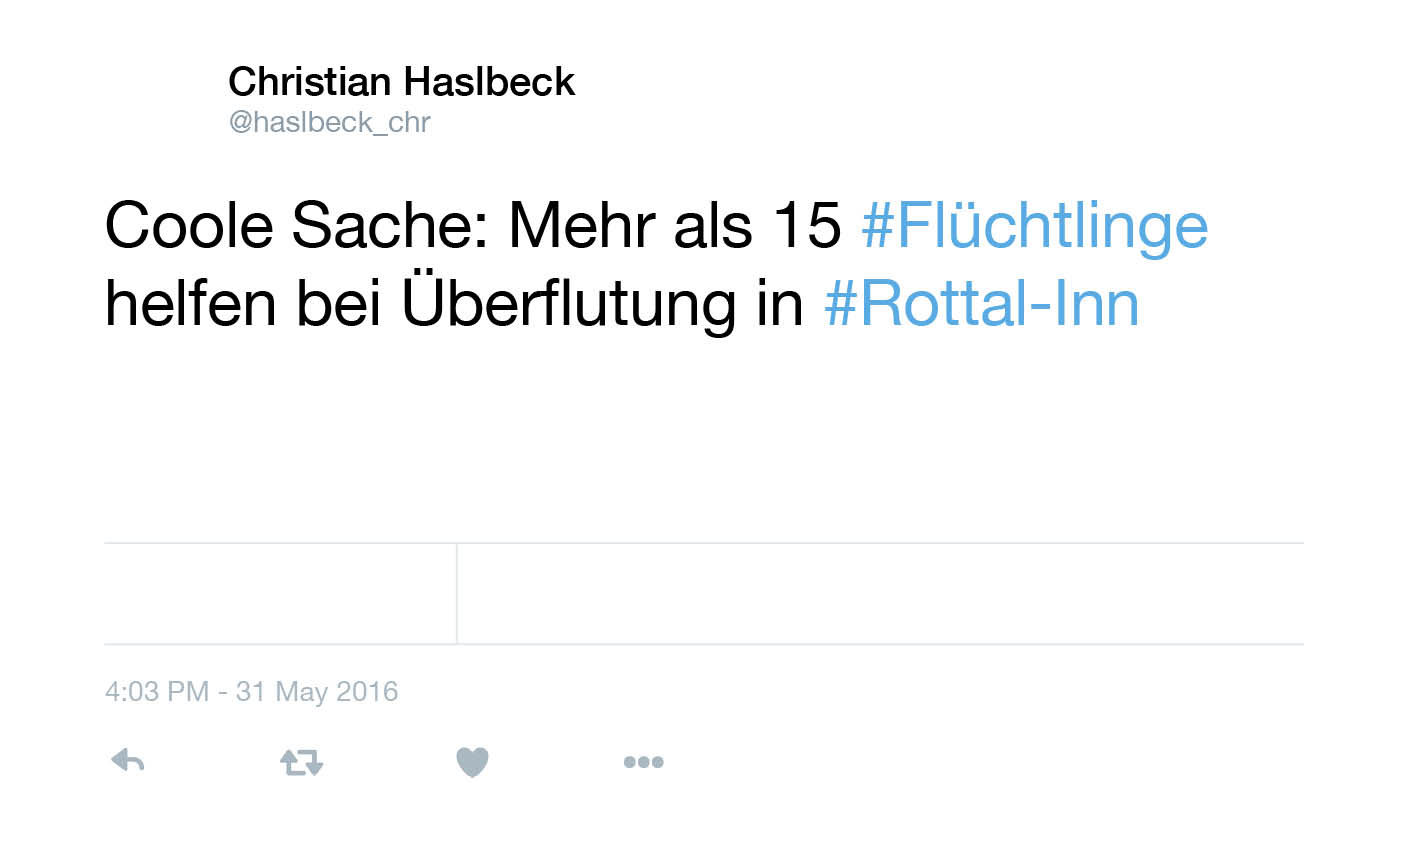 Christian Haslbeck
@haslbeck_chr
Coole Sache: Mehr als 15 #Flüchtlinge
helfen bei Überflutung in #Rottal-Inn
4:03 PM - 31 May 2016